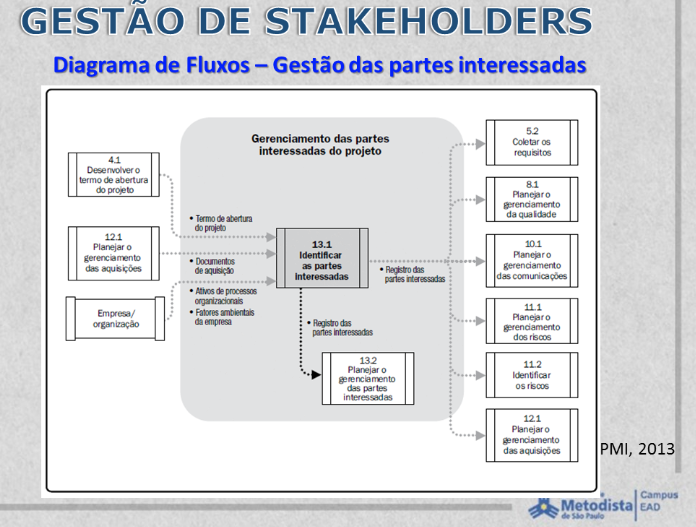 GESTÃO DE STAKEHOLDERS
Diagrama de Fluxos – Gestão das partes interessadas
Gerenciamento das partes
interessadas do projeto
4.1
Desenvolver o
termo de abertura
do projeto
12.1
Planejar o
gerenciamento
das aquisições
Empresa/
organização
• Termo de abertura
do projeto
• Documentos
de aquisição
• Ativos de processos
organizacionais
• Fatores ambientais
da empresa
13.1
Identificar
as partes
Interessadas
• Registro das
partes interessadas
• Registro das
partes interessadas
13.2
Planejar o
gerenciamento
das partes
interessadas
5.2
Coletar os
requisitos
8.1
Planejar o
gerenciamento
da qualidade
10.1
Planejar o
gerenciamento
das comunicações
11.1
Planejar o
gerenciamento
dos riscos
11.2
Identificar
os riscos
12.1
Planejar o
gerenciamento
das aquisições
PMI, 2013
Metodista
de São Paulo
Campus
EAD